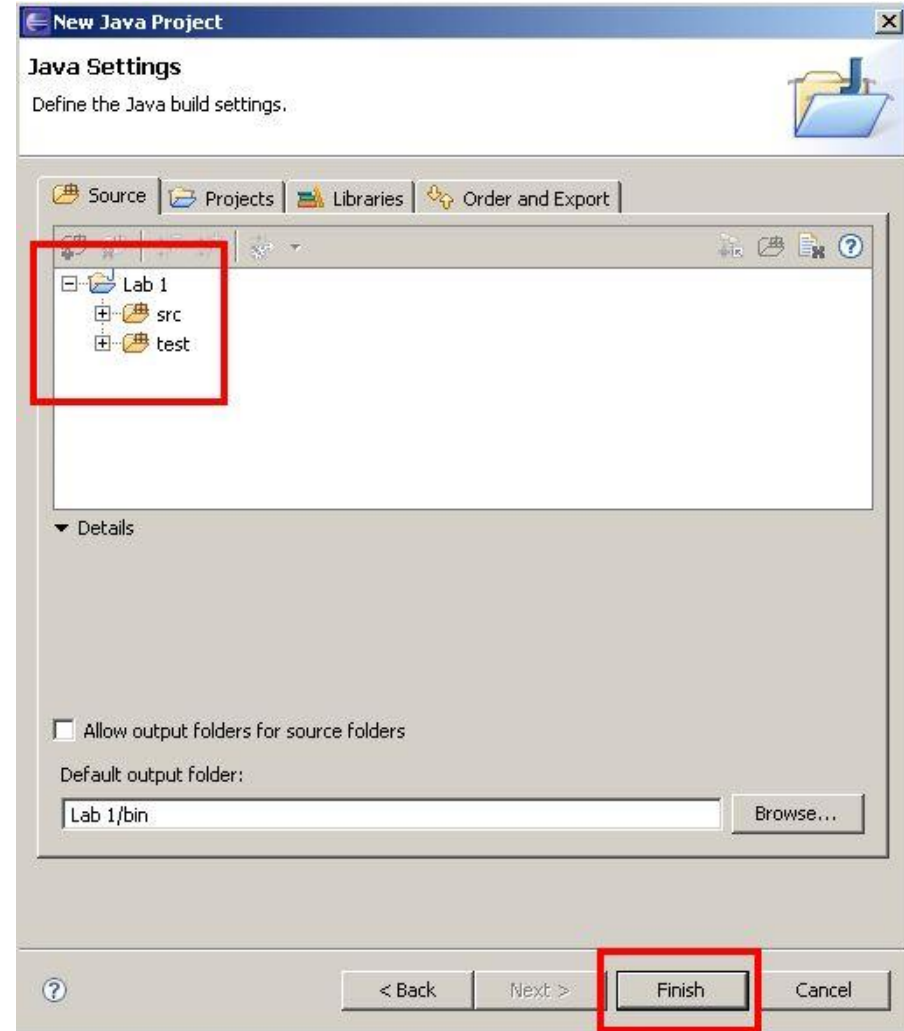 New Java Project
Java Settings
Define the Java build settings.
Source Projects Libraries Order and Export
Lab 1
src
test
Details
Allow output folders for source folders
Default output folder:
Lab 1/bin Browse...
< Back Next > Finish Cancel